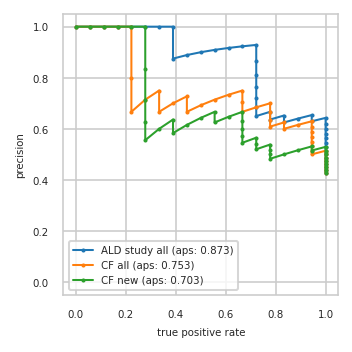 1.0
0.8
0.6
0.4
0.2
0.0
precision
ALD study all (aps: 0.873)
CF all (aps: 0.753)
CF new (aps: 0.703)
0.0 0.2 0.4 0.6 0.8 1.0
true positive rate